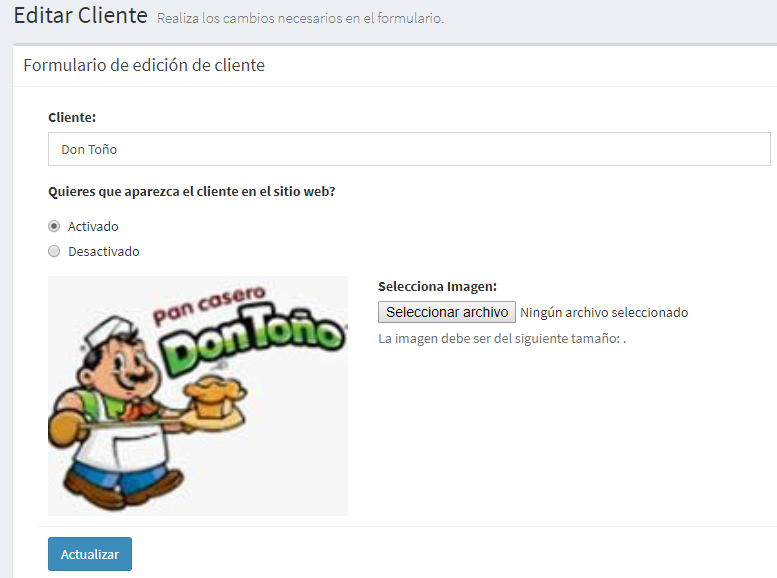 Editar Cliente Realiza los cambios necesarios en el formulario.
Formulario de edición de cliente
Cliente:
Don Toño
Quieres que aparezca el cliente en el sitio web?
Activado
Desactivado
pan casero
Don Toño
Selecciona Imagen:
Seleccionar archivo Ningún archivo seleccionado
La imagen debe ser del siguiente tamaño: .
Actualizar